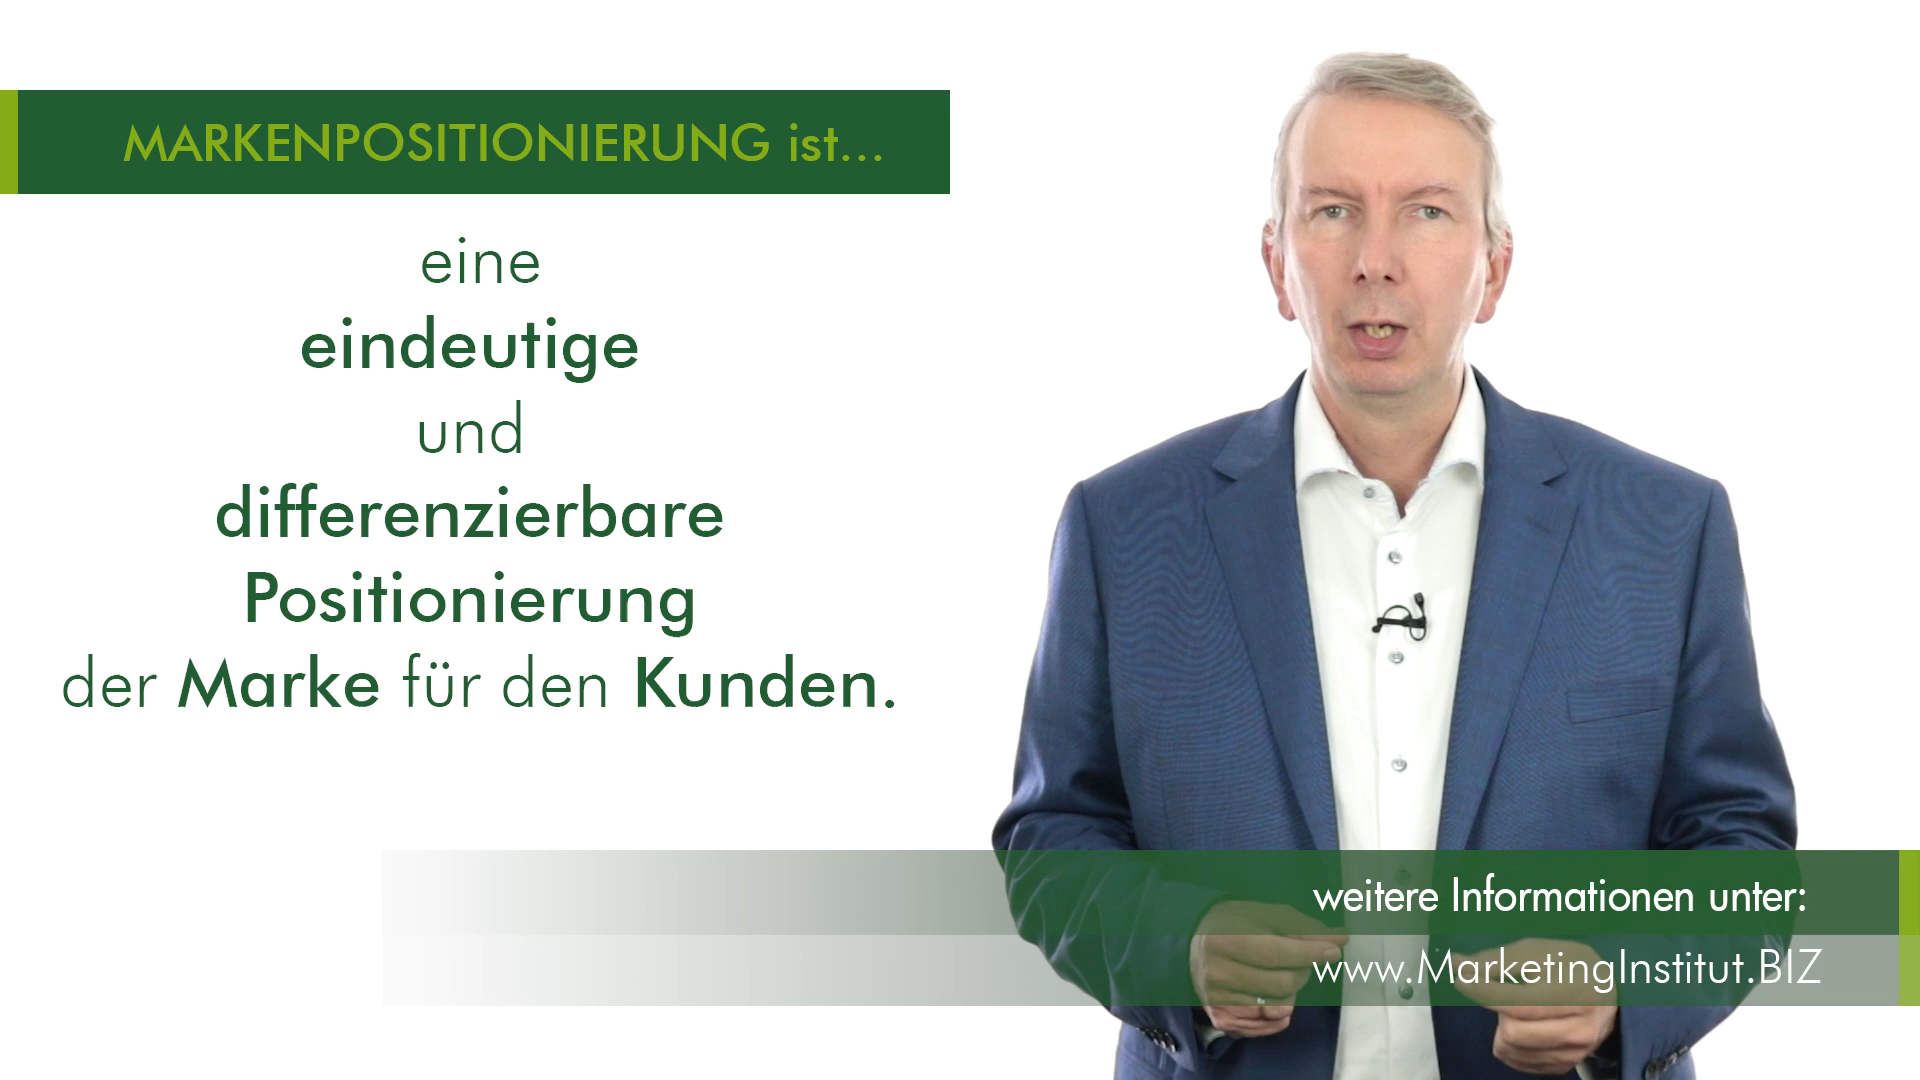 MARKENPOSITIONIERUNG ist...
eine
eindeutige
und
differenzierbare
Positionierung
der Marke für den Kunden.
weitere Informationen unter:
www.MarketingInstitut.BIZ